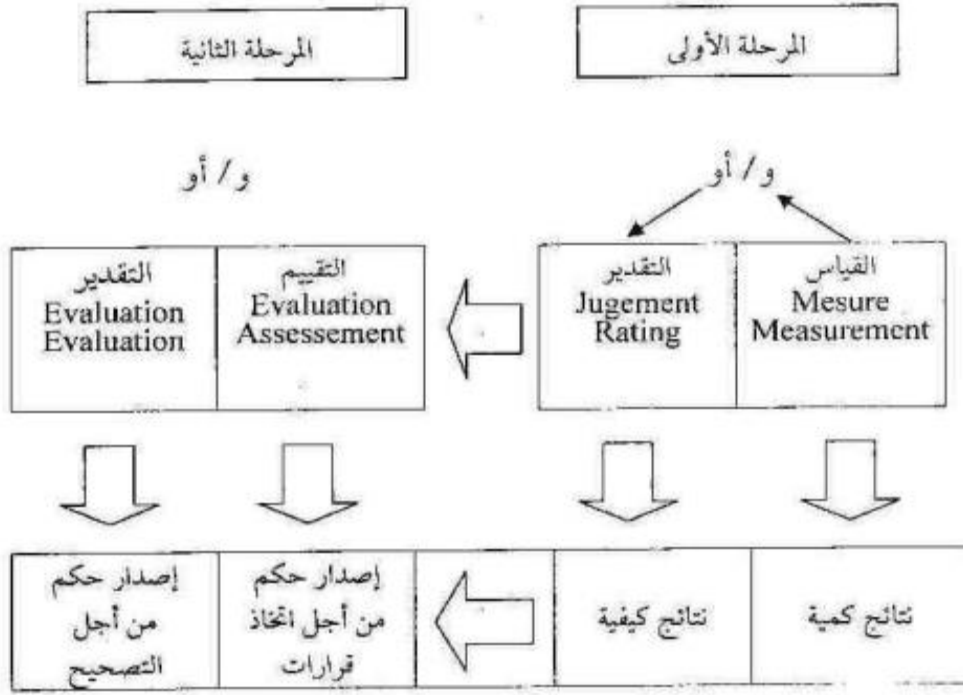 المرحلة الأولى
المرحلة الثانية
و / أو
و / أو
القياس
Mesure
Measurement
التقدير
Jugement
Rating
التقييم
Evaluation
Assessement
التقدير
Evaluation
Evaluation
نتائج كمية
نتائج كيفية
إصدار حكم
من أجل اتخاذ
قرارات
إصدار حكم
من أجل
التصحيح